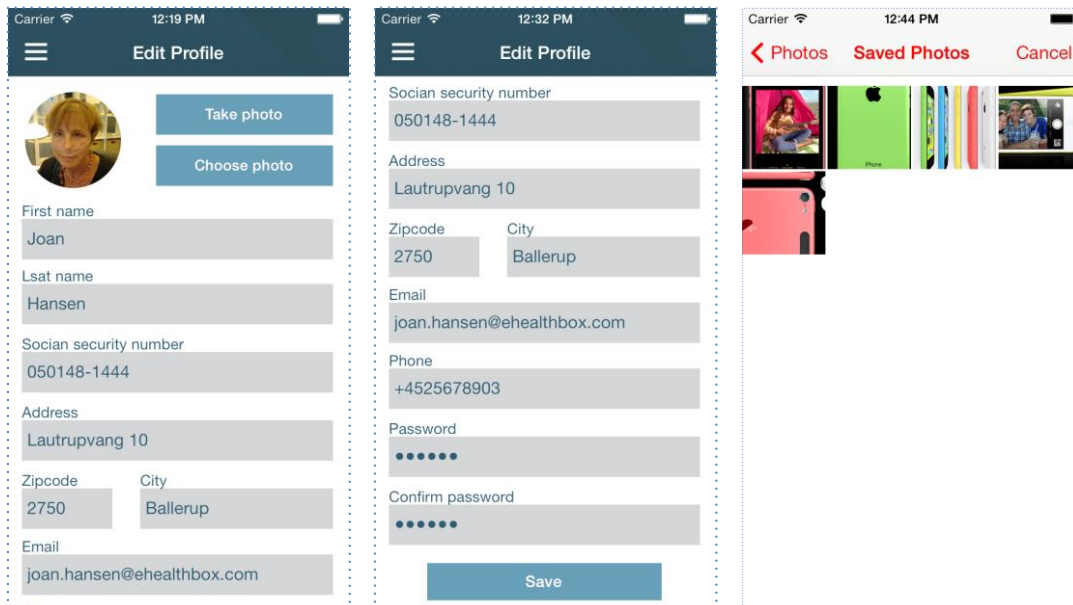 Carrier 12:19 PM
Edit Profile
Take photo
Choose photo
First name
Joan
Lsat name
Hansen
Socian security number
050148-1444
Address
Lautrupvang 10
Zipcode City
2750 Ballerup
Email
joan.hansen@ehealthbox.com
Carrier 12:32 PM
Edit Profile
Socian security number
050148-1444
Address
Lautrupvang 10
Zipcode City
2750 Ballerup
Email
joan.hansen@ehealthbox.com
Phone
+4525678903
Password
●●●●●●
Confirm password
●●●●●●
Save
Carrier 12:44 PM
Photos Saved Photos Cancel